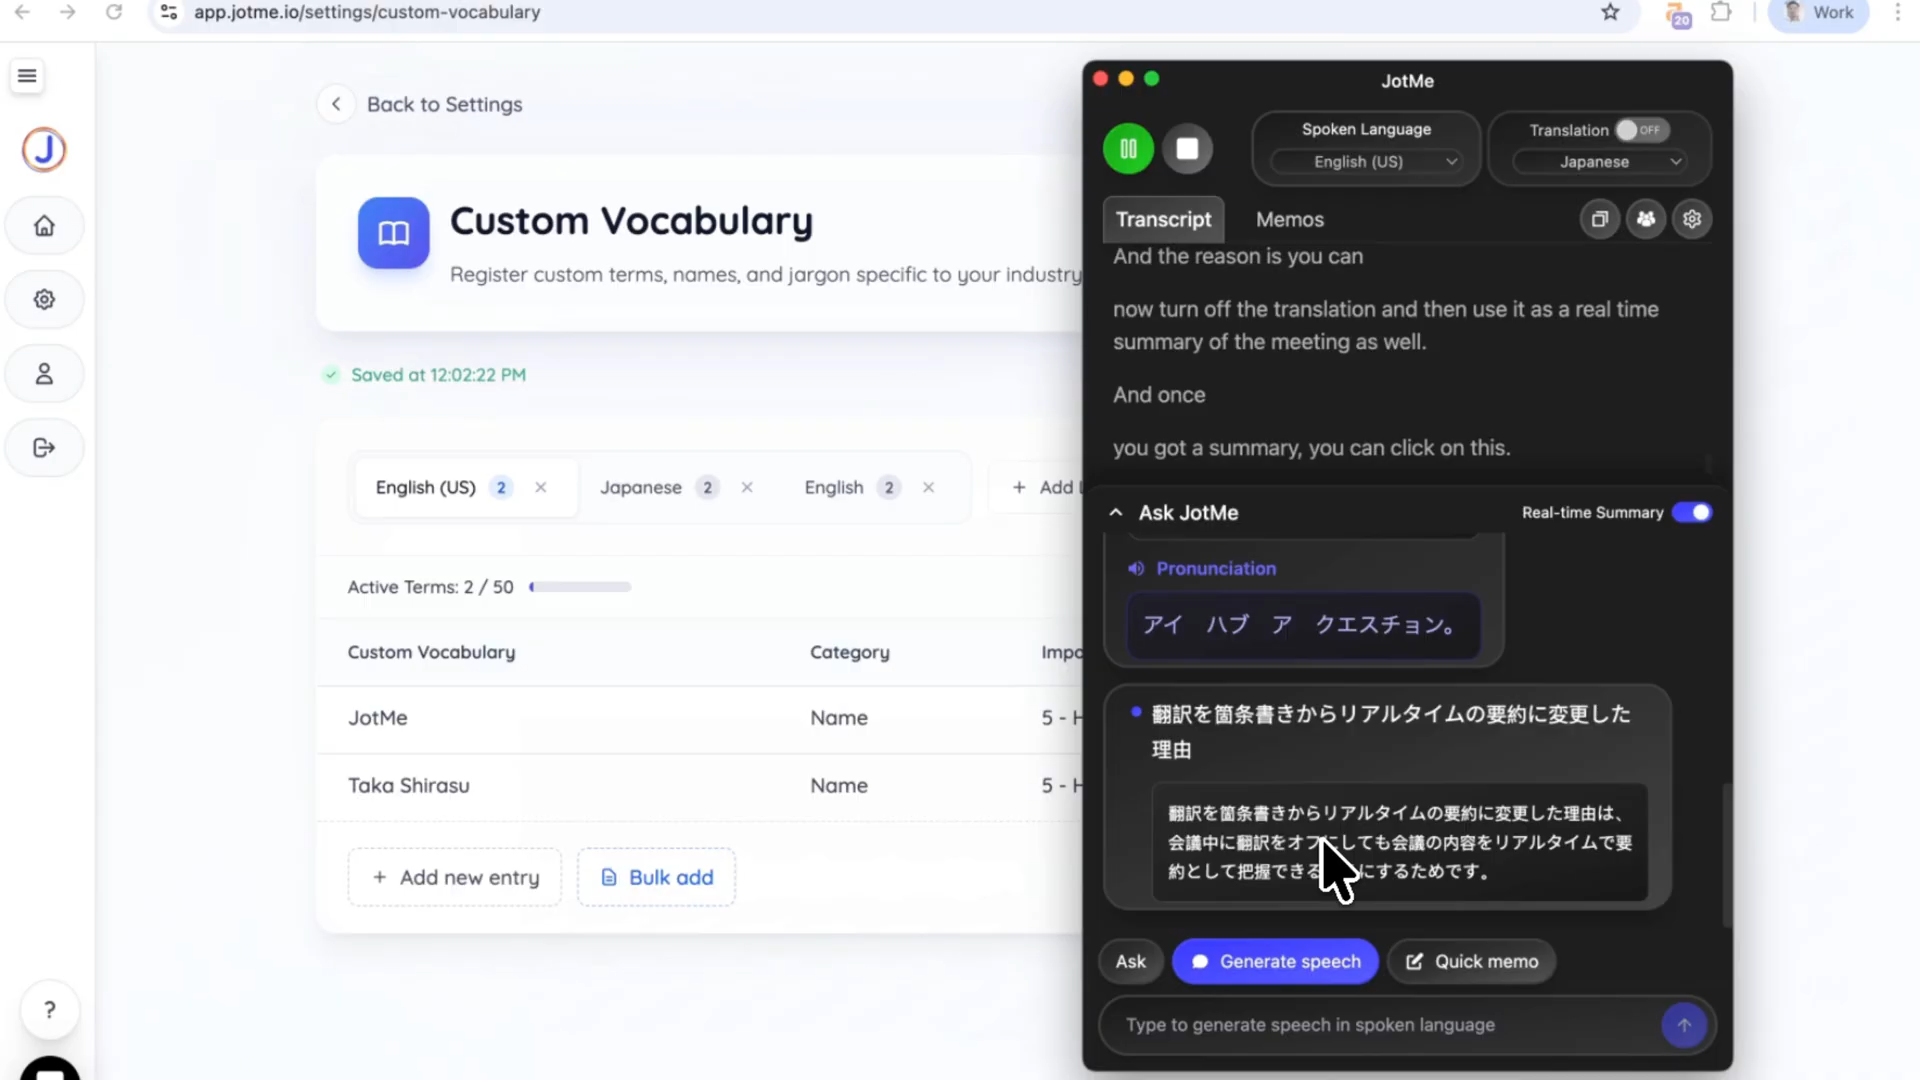 app.jotme.io/settings/custom-vocabulary
20
Work
J
Back to Settings
Custom Vocabulary
Register custom terms, names, and jargon specific to your industry
Saved at 12:02:22 PM
English (US) 2
Japanese 2
English 2
+ Add
Active Terms: 2 / 50
Custom Vocabulary
Category
Impo
JotMe
Name
5 - H
Taka Shirasu
Name
5 - H
+ Add new entry
Bulk add
?
JotMe
Spoken Language
English (US)
Translation OFF
Japanese
Transcript
Memos
And the reason is you can
now turn off the translation and then use it as a real time
summary of the meeting as well.
And once
you got a summary, you can click on this.
Ask JotMe
Real-time Summary
Pronunciation
アイ ハブ ア クエスチョン。
翻訳を箇条書きからリアルタイムの要約に変更した
理由
翻訳を箇条書きからリアルタイムの要約に変更した理由は、
会議中に翻訳をオフにしても会議の内容をリアルタイムで要
約として把握できる にするためです。
Ask
Generate speech
Quick memo
Type to generate speech in spoken language